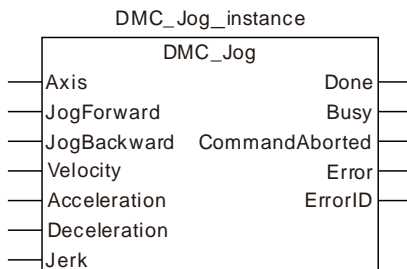 DMC_Jog_instance
DMC_Jog
Axis Done
JogForward Busy
JogBackward CommandAborted
Velocity Error
Acceleration ErrorID
Deceleration
Jerk